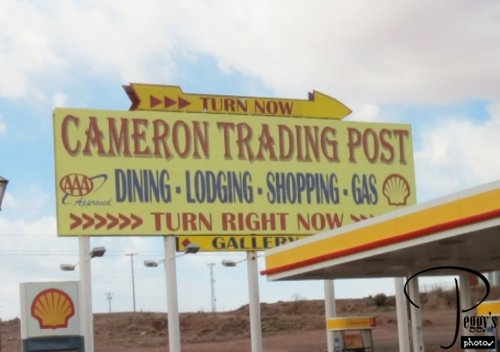 TURN NOW
CAMERON TRADING POST
AAA
Approved
DINING - LODGING - SHOPPING - GAS
>>>>>> TURN RIGHT NOW >>>
GALLERY
Peggy's
photos